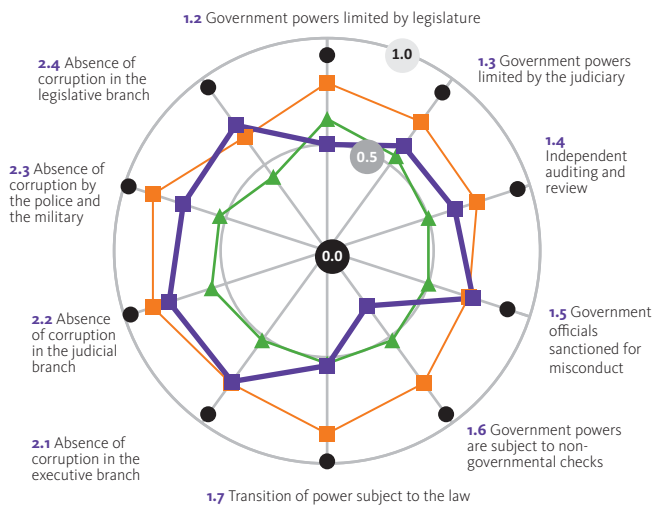 1.2 Government powers limited by legislature
1.0
1.3 Government powers
limited by the judiciary
2.4 Absence of
corruption in the
legislative branch
1.4
Independent
auditing and
review
0.5
2.3 Absence of
corruption by
the police and
the military
0.0
1.5 Government
officials
sanctioned for
misconduct
2.2 Absence
of corruption
in the judicial
branch
1.6 Government powers
are subject to non-
governmental checks
2.1 Absence of
corruption in the
executive branch
1.7 Transition of power subject to the law